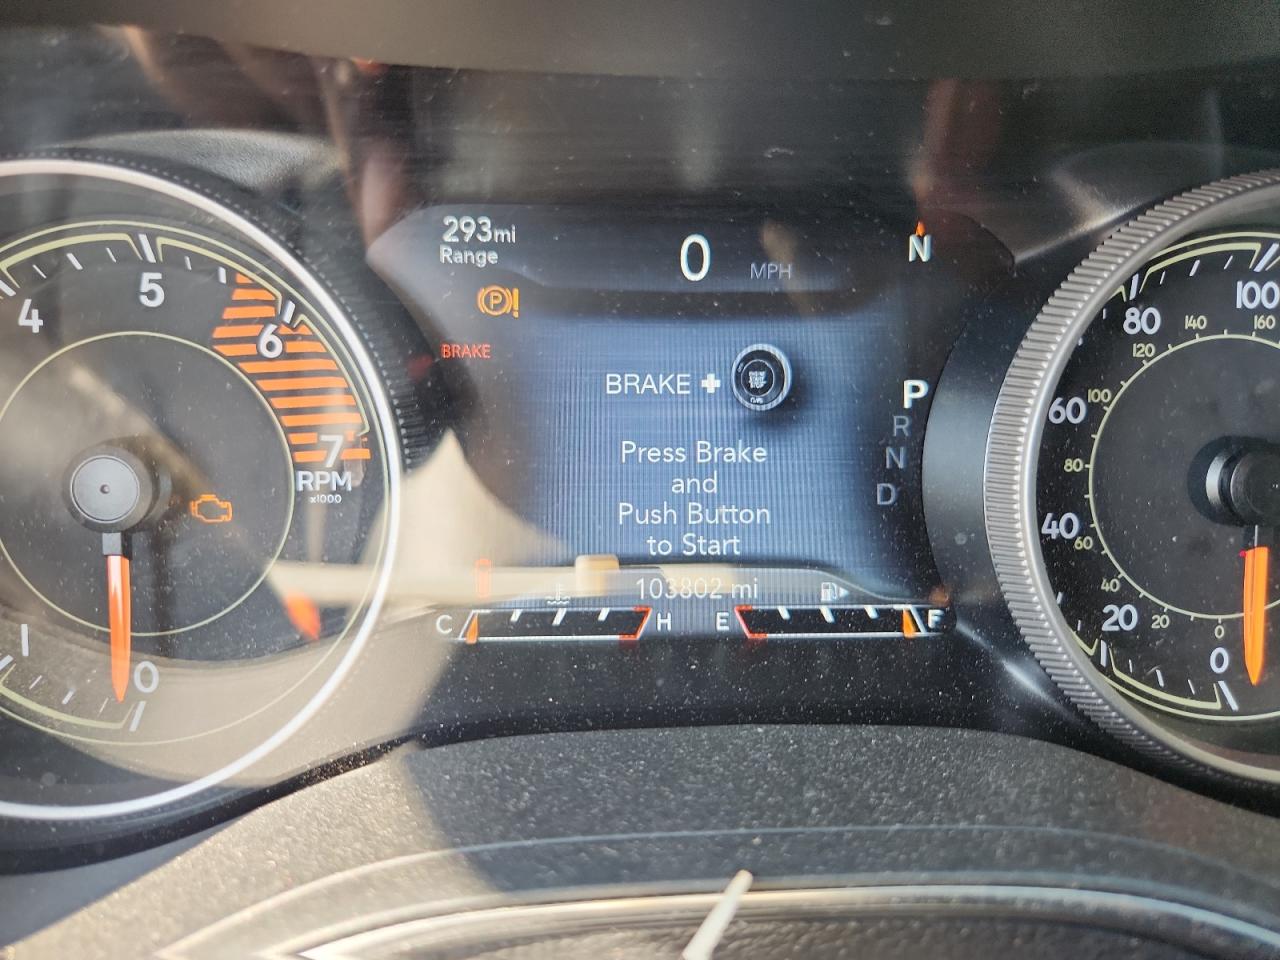 293mi
Range
0 MPH
N
BRAKE
BRAKE +
Press Brake
and
Push Button
to Start
P
R
N
D
103802 mi
C H E F
4
5
6
7
RPM
x1000
0
100
80
60
40
20
0
160
140
120
100
80
60
40
20
0